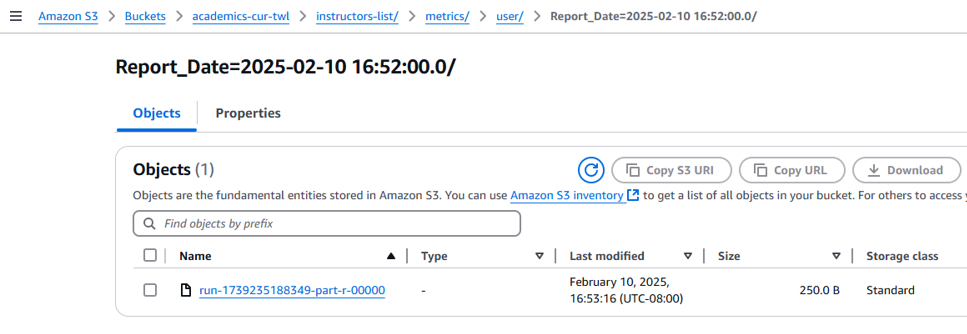 Amazon S3 > Buckets > academics-cur-twl > instructors-list/ > metrics/ > user/ > Report_Date=2025-02-10 16:52:00.0/
Report_Date=2025-02-10 16:52:00.0/
Objects Properties
Objects (1) Copy S3 URI Copy URL Download
Objects are the fundamental entities stored in Amazon S3. You can use Amazon S3 inventory to get a list of all objects in your bucket. For others to access y
Find objects by prefix
Name Type Last modified Size Storage class
run-1739235188349-part-r-00000 - February 10, 2025, 250.0 B Standard
16:53:16 (UTC-08:00)